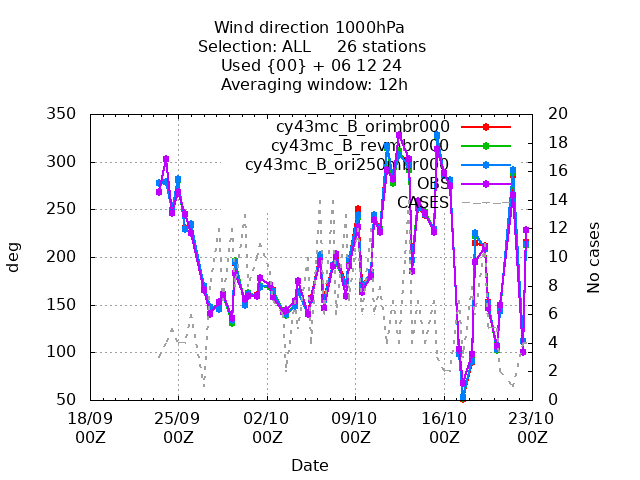 Wind direction 1000hPa
Selection: ALL 26 stations
Used {00} + 06 12 24
Averaging window: 12h
cy43mc_B_orimbr000
cy43mc_B_revmbr000
cy43mc_B_ori250mbr000
OBS
CASES
350
300
250
200
150
100
50
deg
20
18
16
14
12
10
8
6
4
2
0
No cases
18/09 25/09 02/10 09/10 16/10 23/10
00Z 00Z 00Z 00Z 00Z 00Z
Date